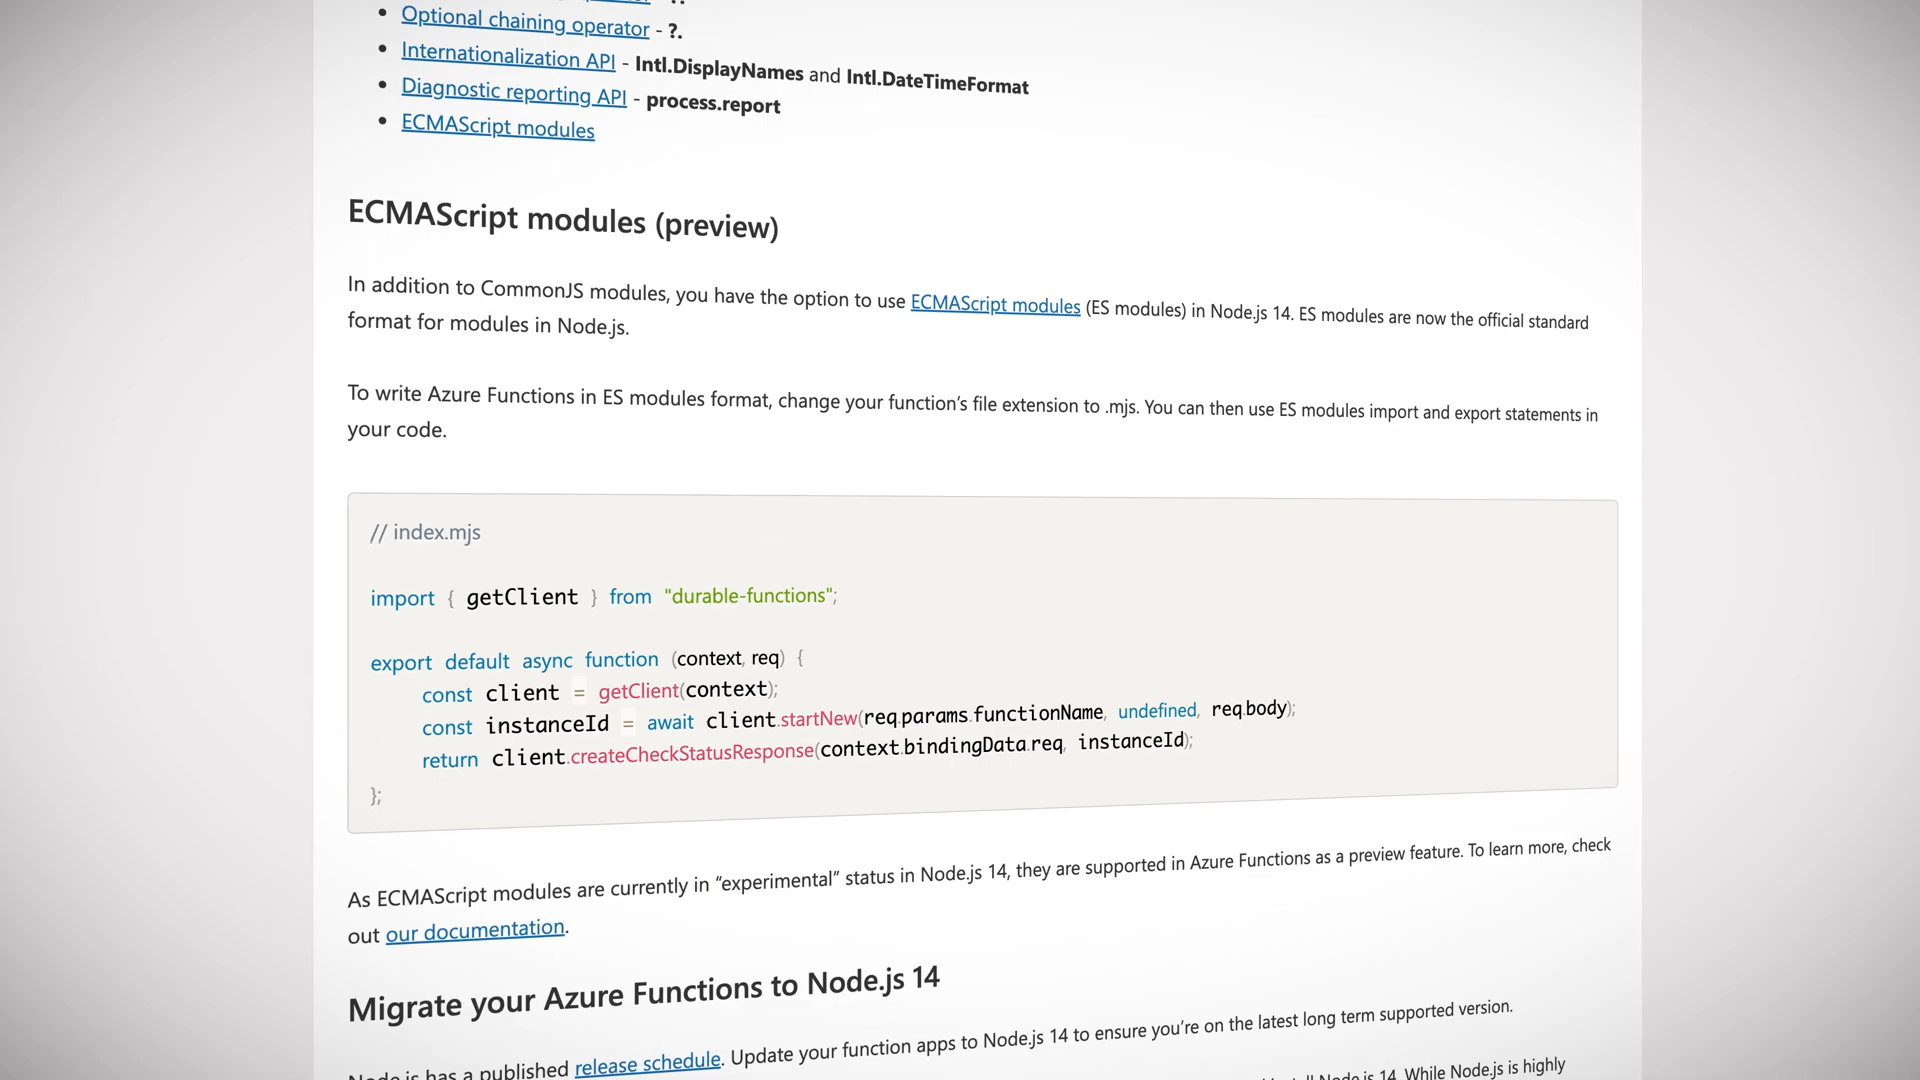 Optional chaining operator - ?.
Internationalization API - Intl.DisplayNames and Intl.DateTimeFormat
Diagnostic reporting API - process.report
ECMAScript modules
ECMAScript modules (preview)
In addition to CommonJS modules, you have the option to use ECMAScript modules (ES modules) in Node.js 14. ES modules are now the official standard
format for modules in Node.js.
To write Azure Functions in ES modules format, change your function’s file extension to .mjs. You can then use ES modules import and export statements in
your code.
// index.mjs
import { getClient } from "durable-functions";
export default async function (context, req) {
const client = getClient(context);
const instanceId = await client.startNew(req.params.functionName, undefined, req.body);
return client.createCheckStatusResponse(context.bindingData.req, instanceId);
};
As ECMAScript modules are currently in “experimental” status in Node.js 14, they are supported in Azure Functions as a preview feature. To learn more, check
out our documentation.
Migrate your Azure Functions to Node.js 14
Node.js has a published release schedule. Update your function apps to Node.js 14 to ensure you’re on the latest long term supported version.
Node.js 14. While Node.js is highly